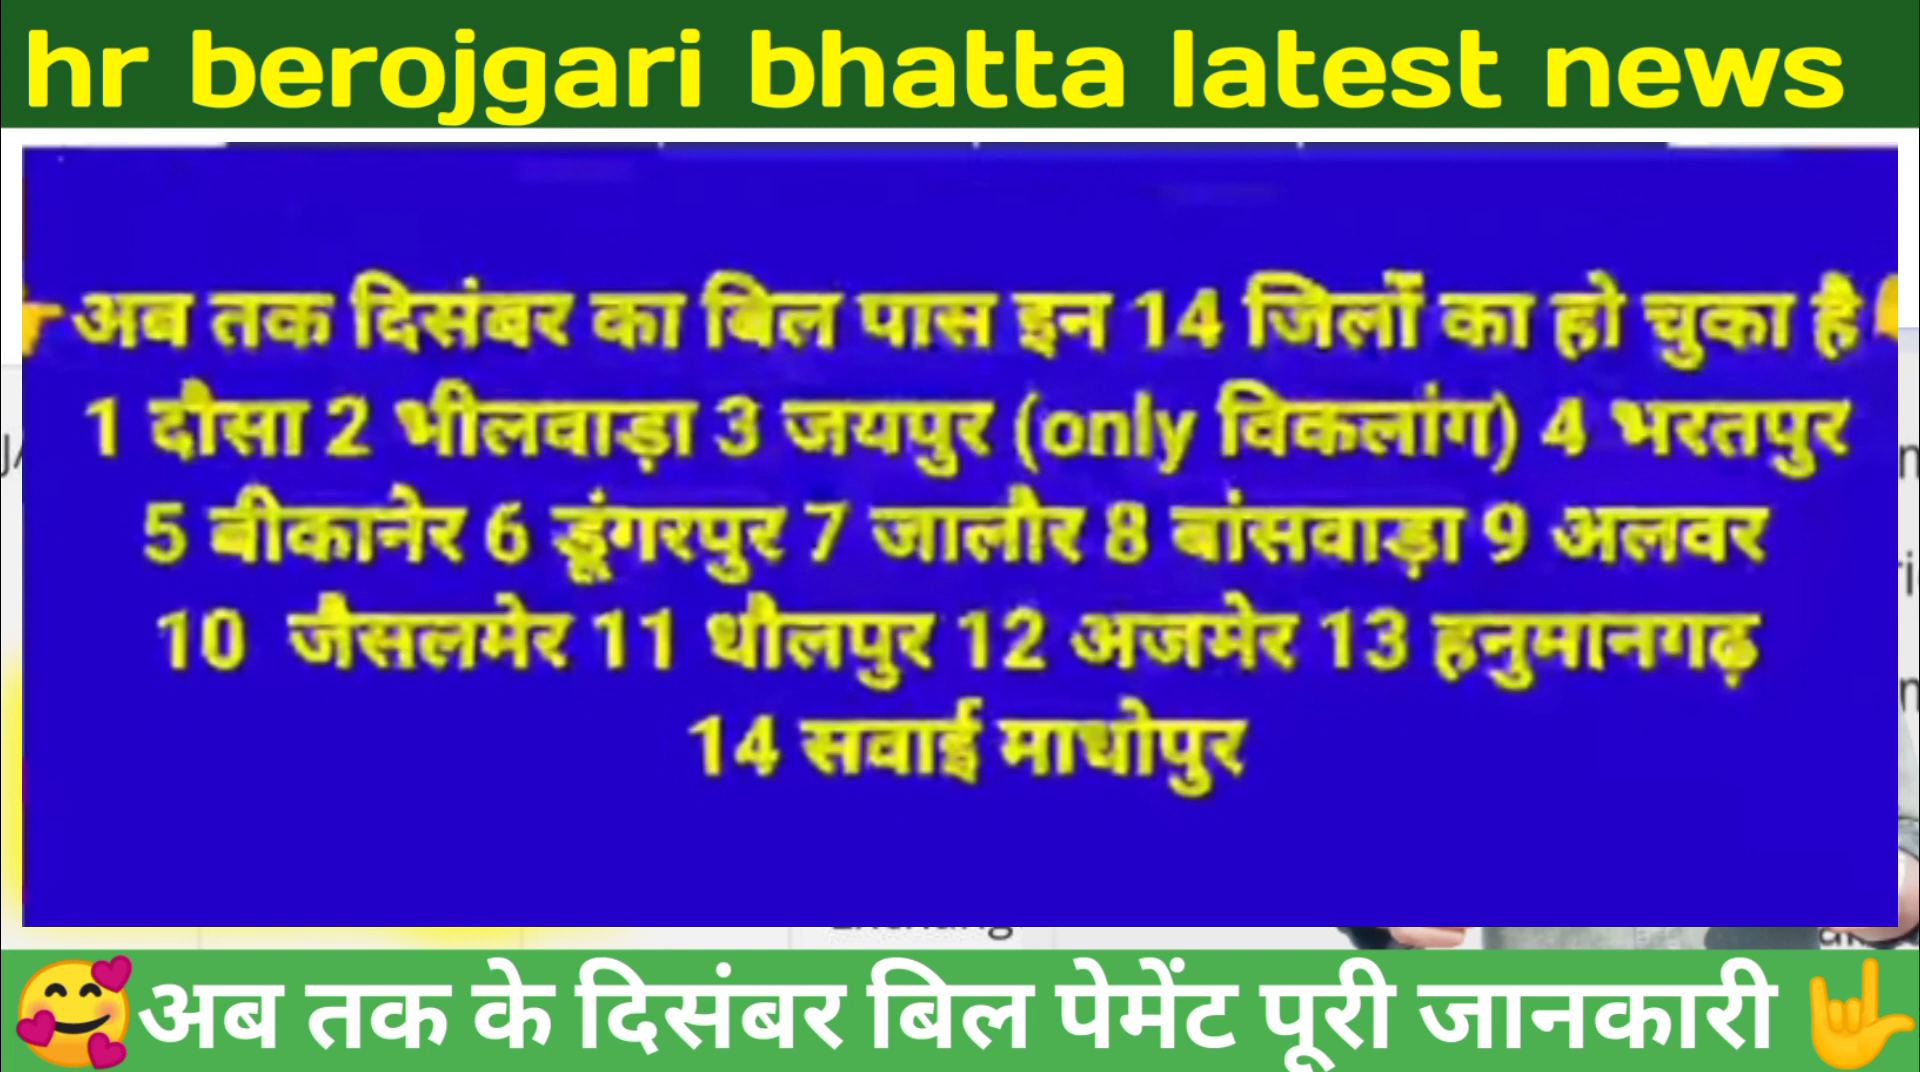 hr berojgari bhatta latest news
अब तक दिसंबर का बिल पास इन 14 जिलों का हो चुका है
1 दौसा 2 भीलवाड़ा 3 जयपुर (only विकलांग) 4 भरतपुर
5 बीकानेर 6 डूंगरपुर 7 जालौर 8 बांसवाड़ा 9 अलवर
10 जैसलमेर 11 धौलपुर 12 अजमेर 13 हनुमानगढ़
14 सवाई माधोपुर
अब तक के दिसंबर बिल पेमेंट पूरी जानकारी